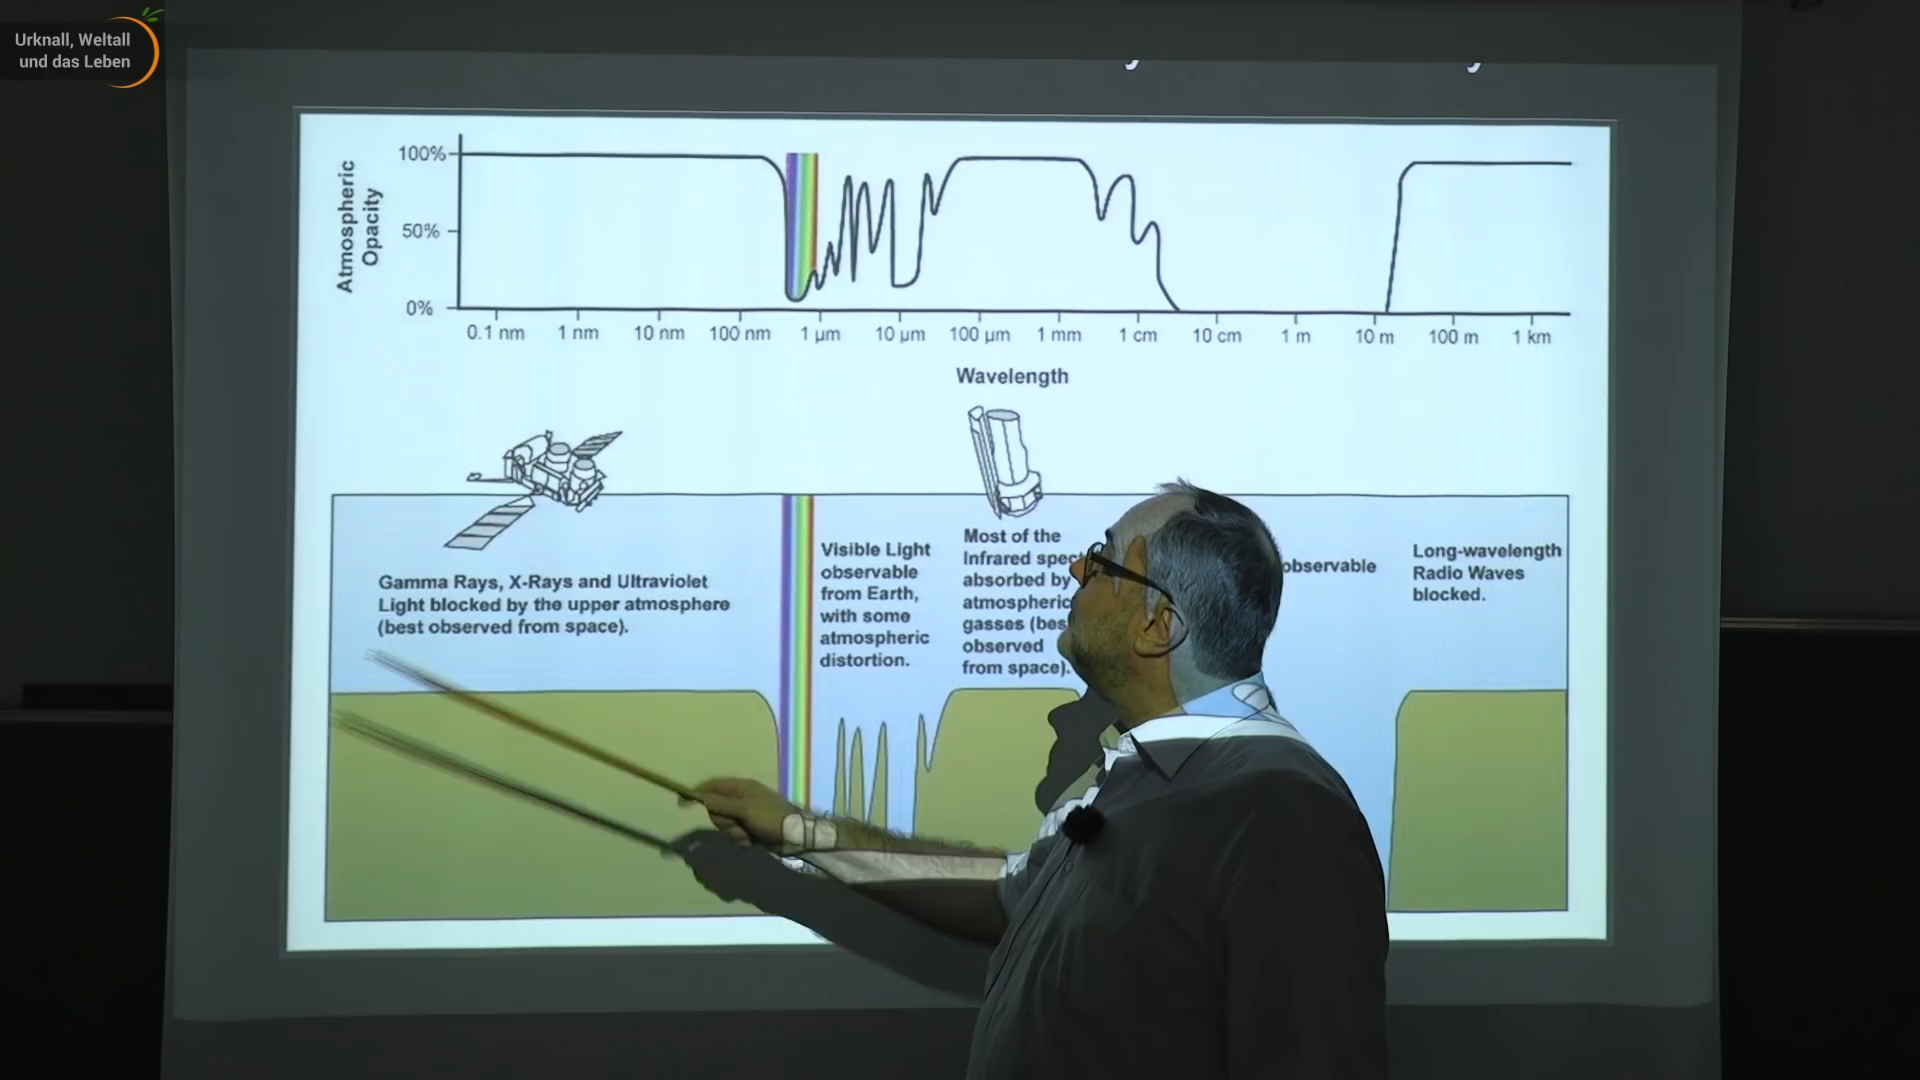 Urknall, Weltall
und das Leben
100%
50%
0%
Atmospheric
Opacity
0.1 nm
1 nm
10 nm
100 nm
1 µm
10 µm
100 µm
1 mm
1 cm
10 cm
1 m
10 m
100 m
1 km
Wavelength
Gamma Rays, X-Rays and Ultraviolet
Light blocked by the upper atmosphere
(best observed from space).
Visible Light
observable
from Earth,
with some
atmospheric
distortion.
Most of the
Infrared
absorbed by
atmospheric
gasses
observed
from space).
observable
Long-wavelength
Radio Waves
blocked.